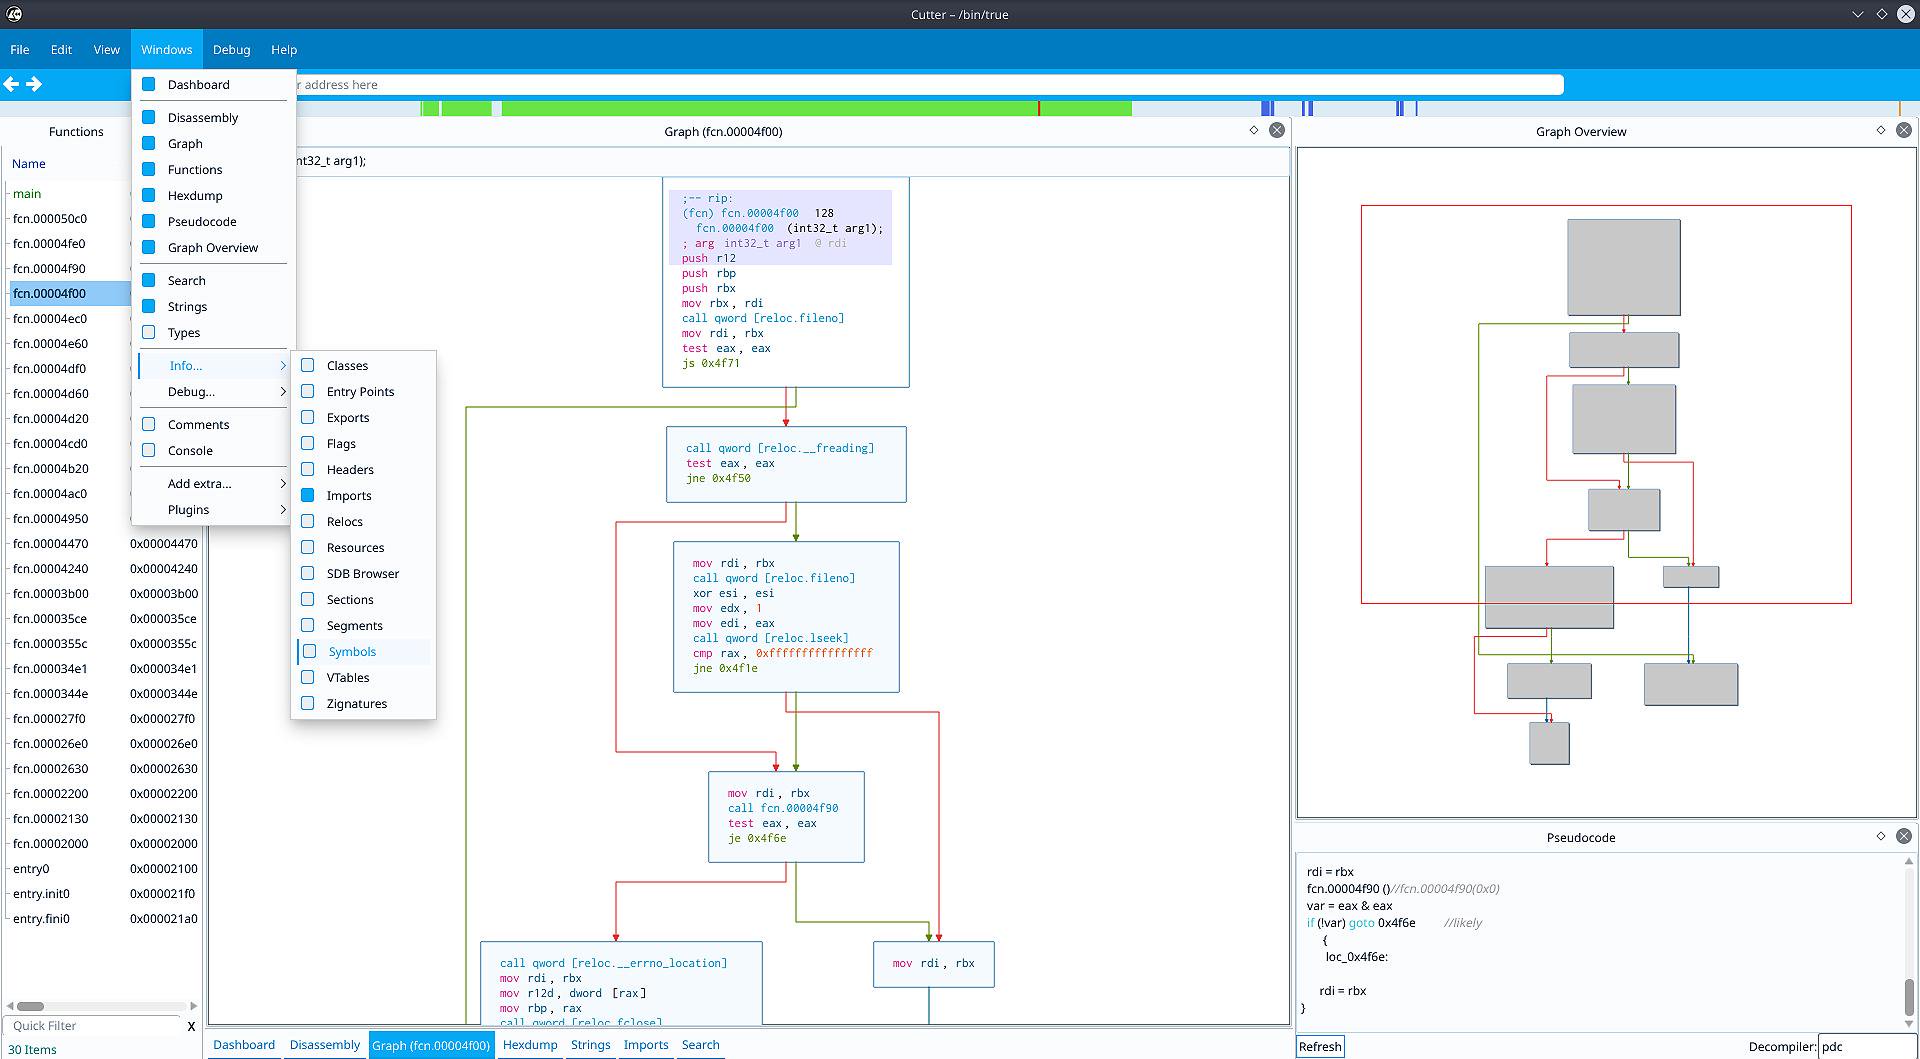 Cutter – /bin/true
File Edit View Windows Debug Help
r address here
Dashboard
Disassembly
Graph
Functions
Hexdump
Pseudocode
Graph Overview
Search
Strings
Types
Info...
Debug...
Comments
Console
Add extra...
Plugins
Classes
Entry Points
Exports
Flags
Headers
Imports
Relocs
Resources
SDB Browser
Sections
Segments
Symbols
VTables
Zignatures
Functions
Name
main
fcn.000050c0
fcn.00004fe0
fcn.00004f90
fcn.00004f00
fcn.00004ec0
fcn.00004e60
fcn.00004df0
fcn.00004d60
fcn.00004d20
fcn.00004cd0
fcn.00004b20
fcn.00004ac0
fcn.00004950
fcn.00004470 0x00004470
fcn.00004240 0x00004240
fcn.00003b00 0x00003b00
fcn.000035ce 0x000035ce
fcn.0000355c 0x0000355c
fcn.000034e1 0x000034e1
fcn.0000344e 0x0000344e
fcn.000027f0 0x000027f0
fcn.000026e0 0x000026e0
fcn.00002630 0x00002630
fcn.00002200 0x00002200
fcn.00002130 0x00002130
fcn.00002000 0x00002000
entry0 0x00002100
entry.init0 0x000021f0
entry.fini0 0x000021a0
Quick Filter X
30 Items
Graph (fcn.00004f00)
nt32_t arg1);
;-- rip:
(fcn) fcn.00004f00 128
fcn.00004f00 (int32_t arg1);
; arg int32_t arg1 @ rdi
push r12
push rbp
push rbx
mov rbx, rdi
call qword [reloc.fileno]
mov rdi, rbx
test eax, eax
js 0x4f71
call qword [reloc.__freading]
test eax, eax
jne 0x4f50
mov rdi, rbx
call qword [reloc.fileno]
xor esi, esi
mov edx, 1
mov edi, eax
call qword [reloc.lseek]
cmp rax, 0xffffffffffffffff
jne 0x4f1e
mov rdi, rbx
call fcn.00004f90
test eax, eax
je 0x4f6e
call qword [reloc.__errno_location]
mov rdi, rbx
mov r12d, dword [rax]
mov rbp, rax
call qword [reloc.fclose]
mov rdi, rbx
Dashboard Disassembly Graph (fcn.00004f00) Hexdump Strings Imports Search
Graph Overview
Pseudocode
rdi = rbx
fcn.00004f90 ()//fcn.00004f90(0x0)
var = eax & eax
if (!var) goto 0x4f6e //likely
{
loc_0x4f6e:
rdi = rbx
}
Refresh Decompiler: pdc